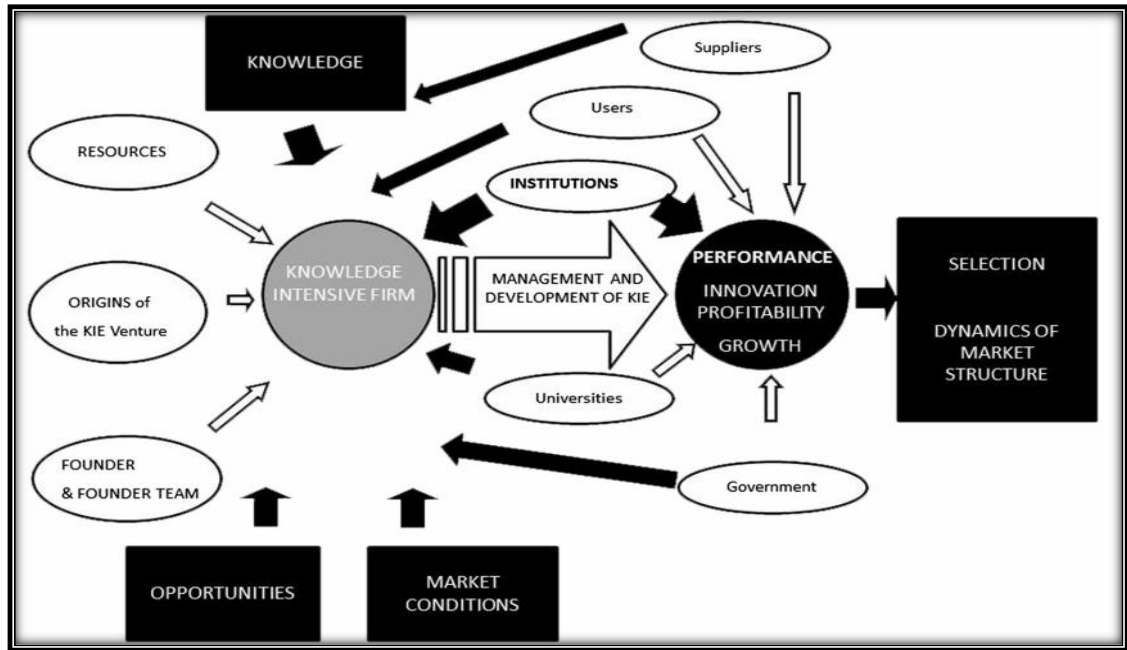 Suppliers
KNOWLEDGE
Users
RESOURCES
INSTITUTIONS
KNOWLEDGE
INTENSIVE FIRM
MANAGEMENT AND
DEVELOPMENT OF KIE
PERFORMANCE
INNOVATION
PROFITABILITY
GROWTH
SELECTION
DYNAMICS OF
MARKET
STRUCTURE
ORIGINS of
the KIE Venture
Universities
FOUNDER
& FOUNDER TEAM
Government
OPPORTUNITIES
MARKET
CONDITIONS